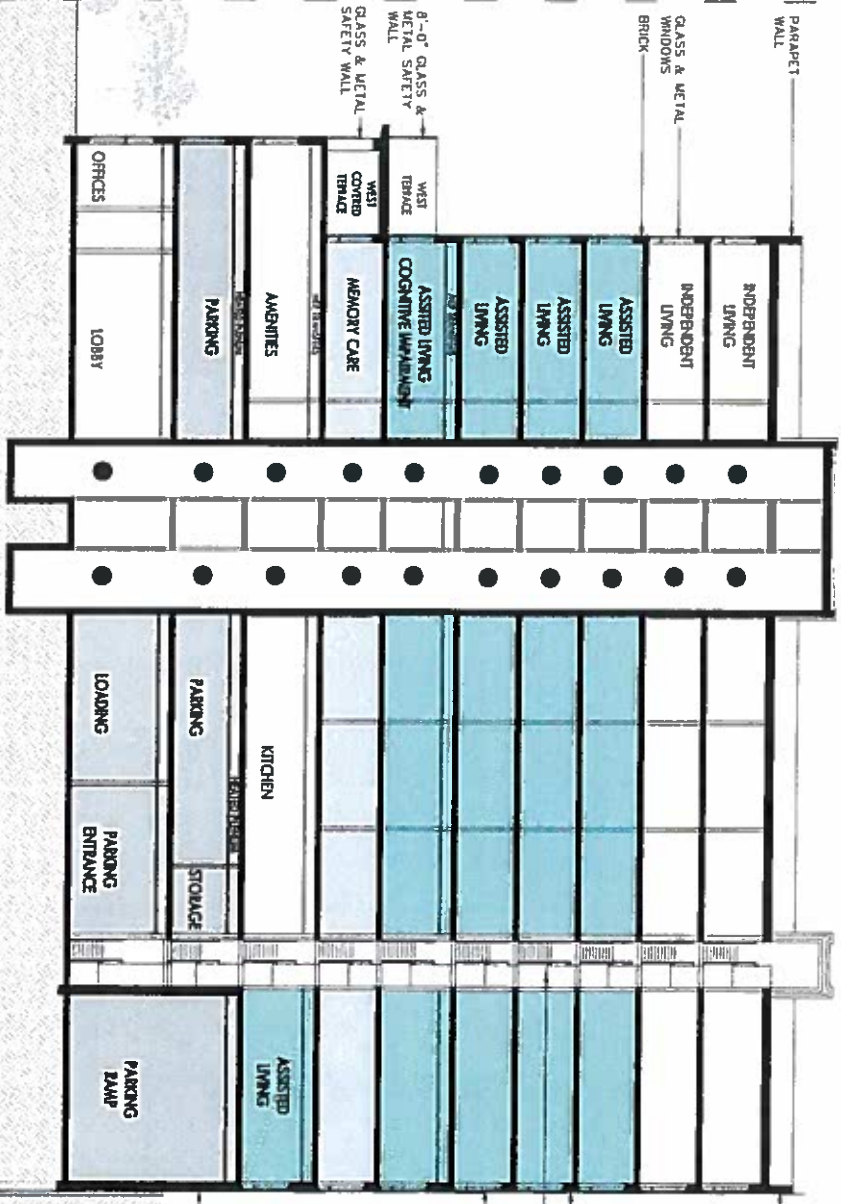 PARAPET
WALL
GLASS & METAL
WINDOWS
BRICK
8'-0" GLASS &
METAL SAFETY
WALL
GLASS & METAL
SAFETY WALL
INDEPENDENT
LIVING
INDEPENDENT
LIVING
ASSISTED
LIVING
ASSISTED
LIVING
ASSISTED
LIVING
WEST
TERRACE
ASSITED LIVING
COGNITIVE IMPAIRMENT
WEST
COVERED
TERRACE
MEMORY CARE
AMENITIES
KITCHEN
ASSISTED
LIVING
PARKING
PARKING
STORAGE
OFFICES
LOBBY
LOADING
PARKING
ENTRANCE
PARKING
RAMP